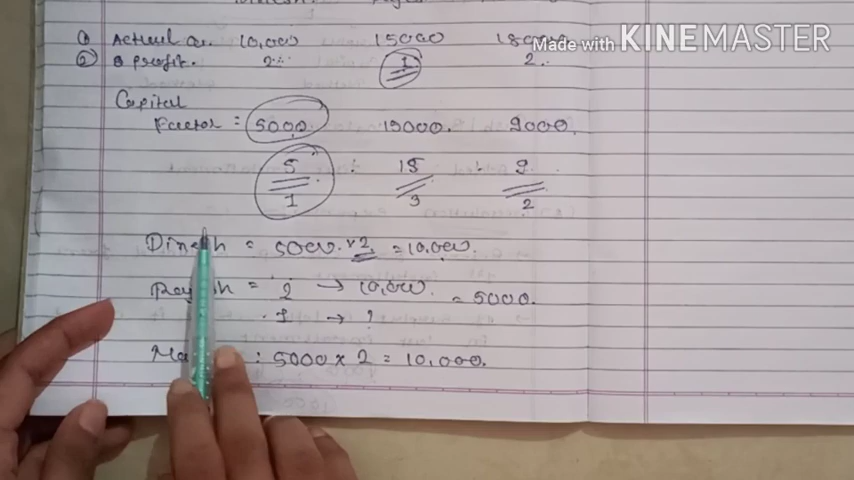 ① Actual ca. 10,000 15000 18000
② profit. 2 : 1 : 2 :
Made with KINEMASTER
Capital
Factor = 5000 15000. 9000.
5 : 15 : 9
1 3 2
Dinesh = 5000. × 2 = 10,000.
= 2 → 10,000. = 5000.
1 → ?
: 5000 × 2 = 10,000.